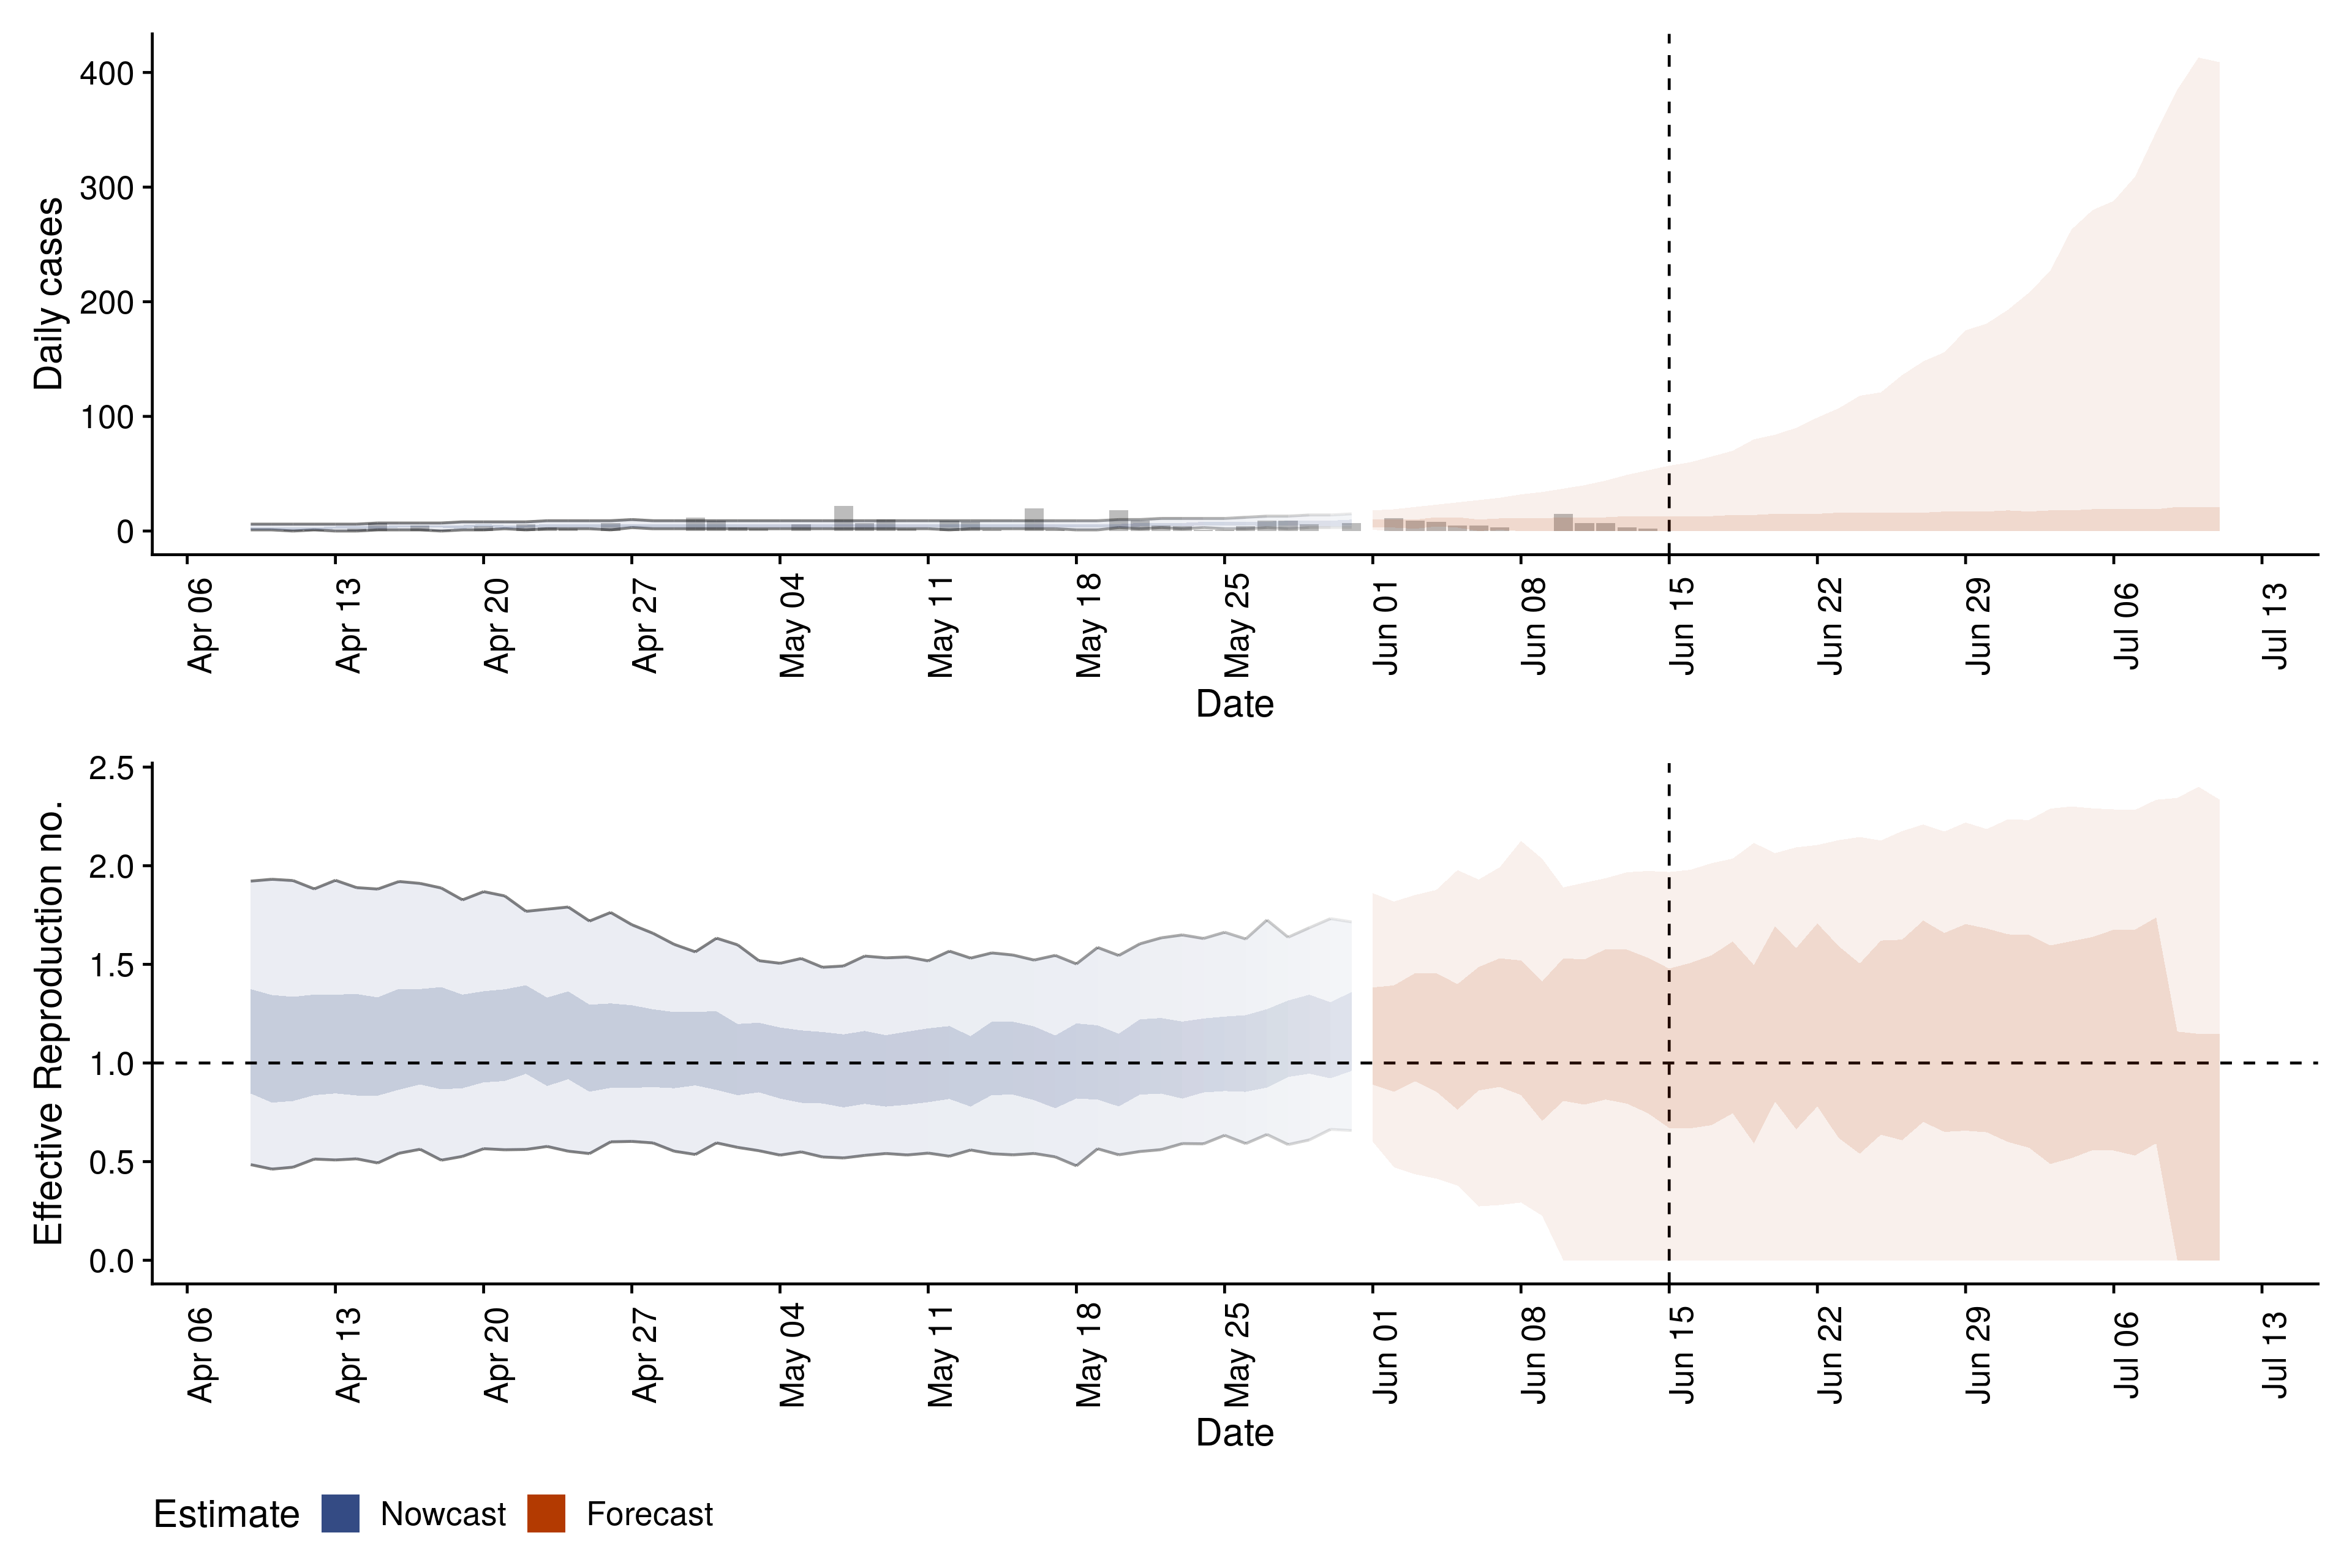 400
300
200
100
0
Daily cases
Apr 06
Apr 13
Apr 20
Apr 27
May 04
May 11
May 18
May 25
Jun 01
Jun 08
Jun 15
Jun 22
Jun 29
Jul 06
Jul 13
Date
2.5
2.0
1.5
1.0
0.5
0.0
Effective Reproduction no.
Apr 06
Apr 13
Apr 20
Apr 27
May 04
May 11
May 18
May 25
Jun 01
Jun 08
Jun 15
Jun 22
Jun 29
Jul 06
Jul 13
Date
Estimate Nowcast Forecast